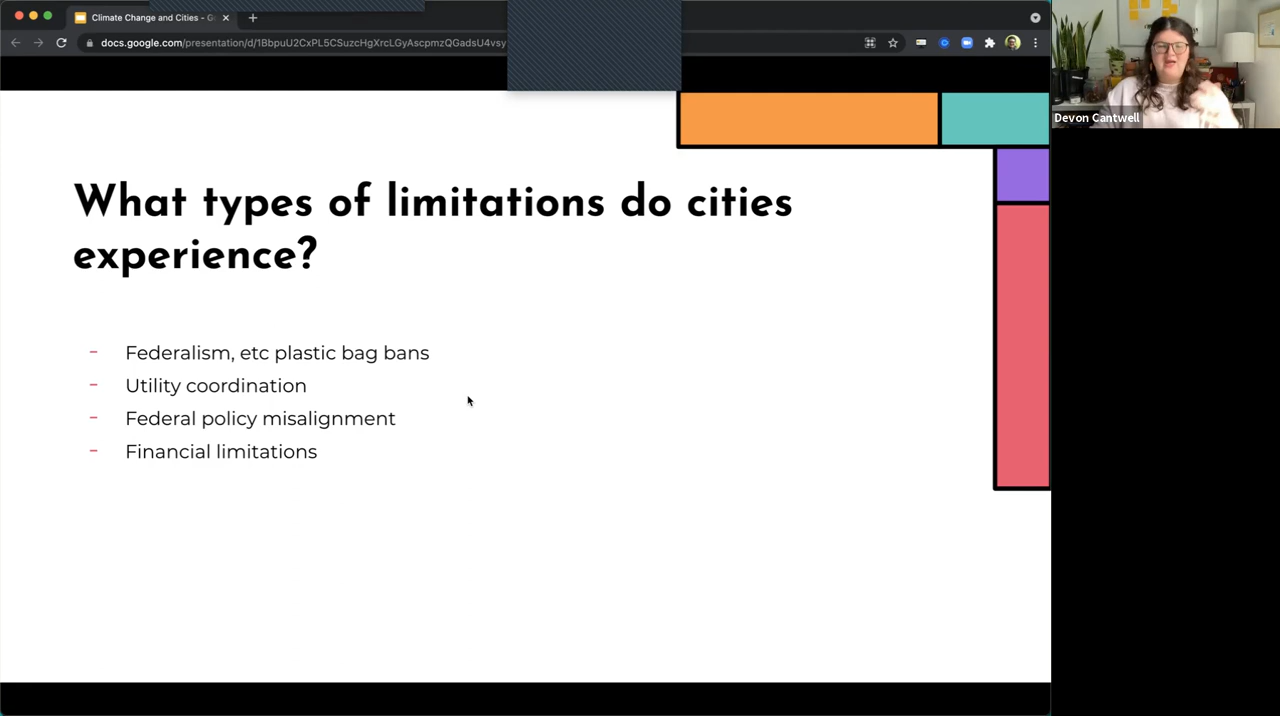 Climate Change and Cities - G
docs.google.com/presentation/d/1BbpuU2CxPL5CSuzcHgXrcLGyAscpmzQGadsU4vsy
Devon Cantwell
What types of limitations do cities
experience?
- Federalism, etc plastic bag bans
- Utility coordination
- Federal policy misalignment
- Financial limitations